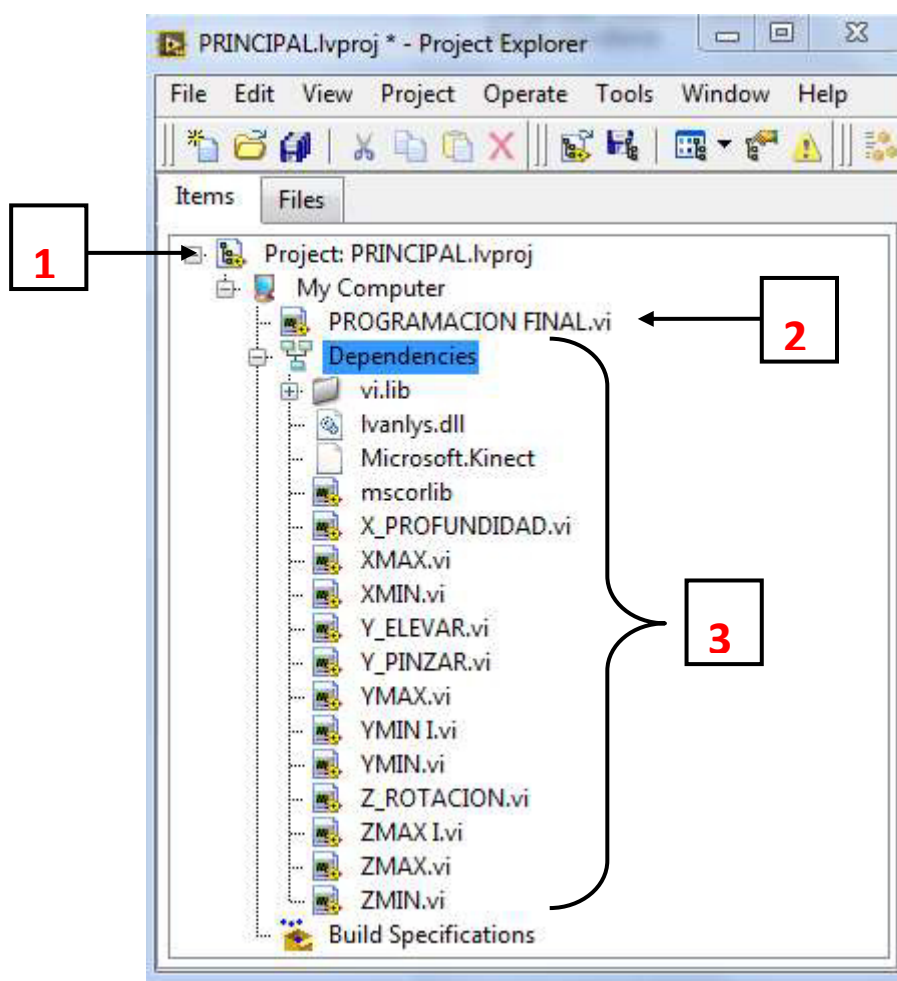 PRINCIPAL.lvproj * - Project Explorer
File Edit View Project Operate Tools Window Help
Items Files
1
Project: PRINCIPAL.lvproj
My Computer
PROGRAMACION FINAL.vi
2
Dependencies
vi.lib
lvanlys.dll
Microsoft.Kinect
mscorlib
X_PROFUNDIDAD.vi
XMAX.vi
XMIN.vi
Y_ELEVAR.vi
3
Y_PINZAR.vi
YMAX.vi
YMIN I.vi
YMIN.vi
Z_ROTACION.vi
ZMAX I.vi
ZMAX.vi
ZMIN.vi
Build Specifications